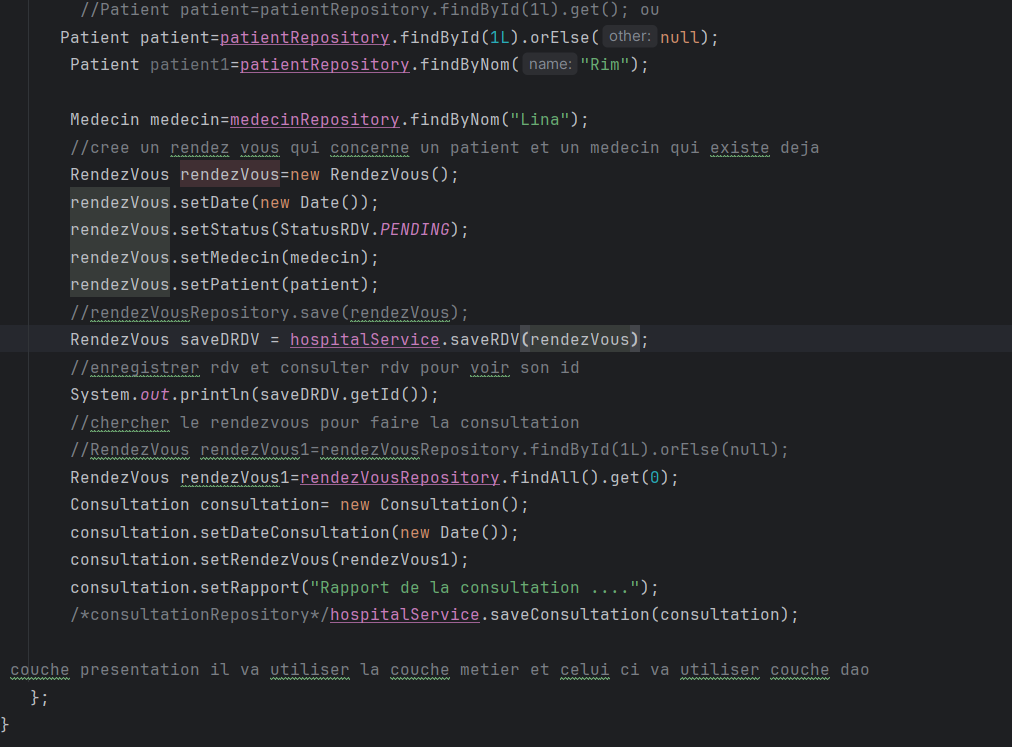 //Patient patient=patientRepository.findById(1l).get(); ou
Patient patient=patientRepository.findById(1L).orElse( other: null);
Patient patient1=patientRepository.findByNom( name: "Rim");
Medecin medecin=medecinRepository.findByNom("Lina");
//cree un rendez vous qui concerne un patient et un medecin qui existe deja
RendezVous rendezVous=new RendezVous();
rendezVous.setDate(new Date());
rendezVous.setStatus(StatusRDV.PENDING);
rendezVous.setMedecin(medecin);
rendezVous.setPatient(patient);
//rendezVousRepository.save(rendezVous);
RendezVous saveDRDV = hospitalService.saveRDV(rendezVous);
//enregistrer rdv et consulter rdv pour voir son id
System.out.println(saveDRDV.getId());
//chercher le rendezvous pour faire la consultation
//RendezVous rendezVous1=rendezVousRepository.findById(1L).orElse(null);
RendezVous rendezVous1=rendezVousRepository.findAll().get(0);
Consultation consultation= new Consultation();
consultation.setDateConsultation(new Date());
consultation.setRendezVous(rendezVous1);
consultation.setRapport("Rapport de la consultation ....");
/*consultationRepository*/hospitalService.saveConsultation(consultation);
couche presentation il va utiliser la couche metier et celui ci va utiliser couche dao
};
}